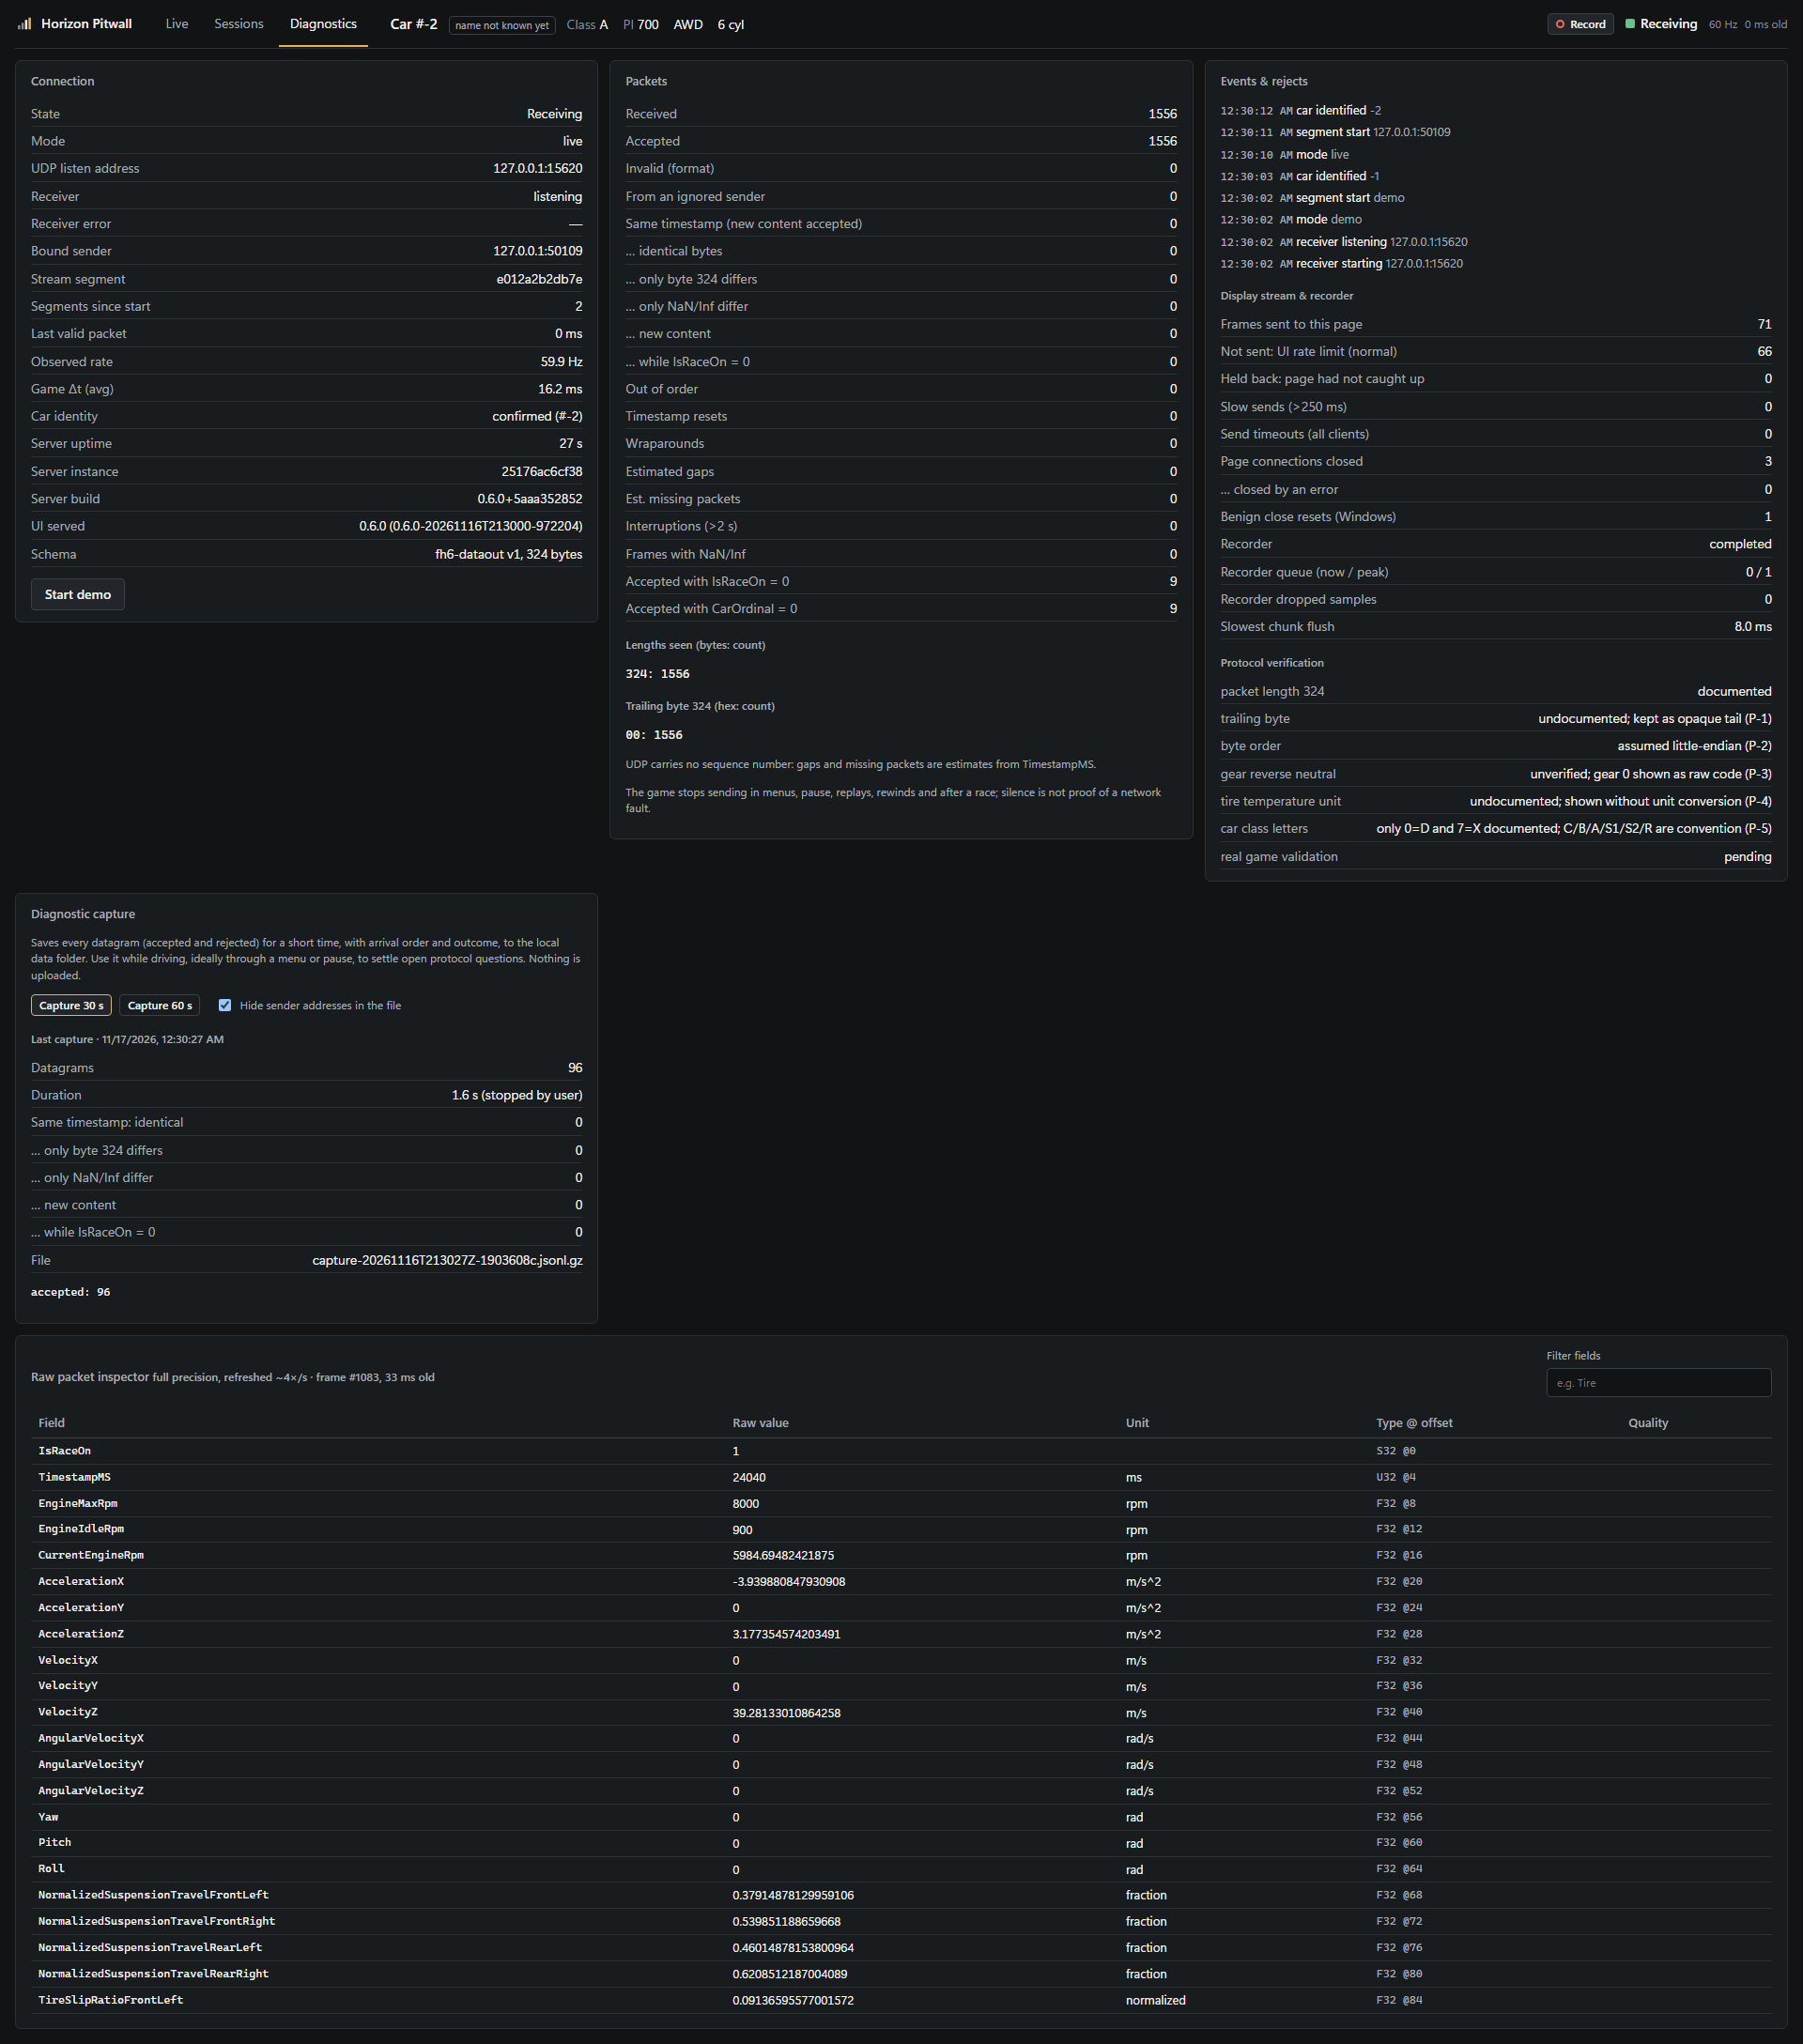 Horizon Pitwall Live Sessions Diagnostics Car #-2 name not known yet Class A PI 700 AWD 6 cyl Record Receiving 60 Hz 0 ms old
Connection
State Receiving
Mode live
UDP listen address 127.0.0.1:15620
Receiver listening
Receiver error —
Bound sender 127.0.0.1:50109
Stream segment e012a2b2db7e
Segments since start 2
Last valid packet 0 ms
Observed rate 59.9 Hz
Game Δt (avg) 16.2 ms
Car identity confirmed (#-2)
Server uptime 27 s
Server instance 25176ac6cf38
Server build 0.6.0+5aaa352852
UI served 0.6.0 (0.6.0-20261116T213000-972204)
Schema fh6-dataout v1, 324 bytes
Start demo
Packets
Received 1556
Accepted 1556
Invalid (format) 0
From an ignored sender 0
Same timestamp (new content accepted) 0
... identical bytes 0
... only byte 324 differs 0
... only NaN/Inf differ 0
... new content 0
... while IsRaceOn = 0 0
Out of order 0
Timestamp resets 0
Wraparounds 0
Estimated gaps 0
Est. missing packets 0
Interruptions (>2 s) 0
Frames with NaN/Inf 0
Accepted with IsRaceOn = 0 9
Accepted with CarOrdinal = 0 9
Lengths seen (bytes: count)
324: 1556
Trailing byte 324 (hex: count)
00: 1556
UDP carries no sequence number: gaps and missing packets are estimates from TimestampMS.
The game stops sending in menus, pause, replays, rewinds and after a race; silence is not proof of a network
fault.
Events & rejects
12:30:12 AM car identified -2
12:30:11 AM segment start 127.0.0.1:50109
12:30:10 AM mode live
12:30:03 AM car identified -1
12:30:02 AM segment start demo
12:30:02 AM mode demo
12:30:02 AM receiver listening 127.0.0.1:15620
12:30:02 AM receiver starting 127.0.0.1:15620
Display stream & recorder
Frames sent to this page 71
Not sent: UI rate limit (normal) 66
Held back: page had not caught up 0
Slow sends (>250 ms) 0
Send timeouts (all clients) 0
Page connections closed 3
... closed by an error 0
Benign close resets (Windows) 1
Recorder completed
Recorder queue (now / peak) 0 / 1
Recorder dropped samples 0
Slowest chunk flush 8.0 ms
Protocol verification
packet length 324 documented
trailing byte undocumented; kept as opaque tail (P-1)
byte order assumed little-endian (P-2)
gear reverse neutral unverified; gear 0 shown as raw code (P-3)
tire temperature unit undocumented; shown without unit conversion (P-4)
car class letters only 0=D and 7=X documented; C/B/A/S1/S2/R are convention (P-5)
real game validation pending
Diagnostic capture
Saves every datagram (accepted and rejected) for a short time, with arrival order and outcome, to the local
data folder. Use it while driving, ideally through a menu or pause, to settle open protocol questions. Nothing is
uploaded.
Capture 30 s Capture 60 s Hide sender addresses in the file
Last capture · 11/17/2026, 12:30:27 AM
Datagrams 96
Duration 1.6 s (stopped by user)
Same timestamp: identical 0
... only byte 324 differs 0
... only NaN/Inf differ 0
... new content 0
... while IsRaceOn = 0 0
File capture-20261116T213027Z-1903608c.jsonl.gz
accepted: 96
Raw packet inspector full precision, refreshed ~4×/s · frame #1083, 33 ms old
Filter fields
e.g. Tire
Field Raw value Unit Type @ offset Quality
IsRaceOn 1 S32 @0
TimestampMS 24040 ms U32 @4
EngineMaxRpm 8000 rpm F32 @8
EngineIdleRpm 900 rpm F32 @12
CurrentEngineRpm 5984.69482421875 rpm F32 @16
AccelerationX -3.939880847930908 m/s^2 F32 @20
AccelerationY 0 m/s^2 F32 @24
AccelerationZ 3.177354574203491 m/s^2 F32 @28
VelocityX 0 m/s F32 @32
VelocityY 0 m/s F32 @36
VelocityZ 39.28133010864258 m/s F32 @40
AngularVelocityX 0 rad/s F32 @44
AngularVelocityY 0 rad/s F32 @48
AngularVelocityZ 0 rad/s F32 @52
Yaw 0 rad F32 @56
Pitch 0 rad F32 @60
Roll 0 rad F32 @64
NormalizedSuspensionTravelFrontLeft 0.37914878129959106 fraction F32 @68
NormalizedSuspensionTravelFrontRight 0.539851188659668 fraction F32 @72
NormalizedSuspensionTravelRearLeft 0.46014878153800964 fraction F32 @76
NormalizedSuspensionTravelRearRight 0.6208512187004089 fraction F32 @80
TireSlipRatioFrontLeft 0.09136595577001572 normalized F32 @84